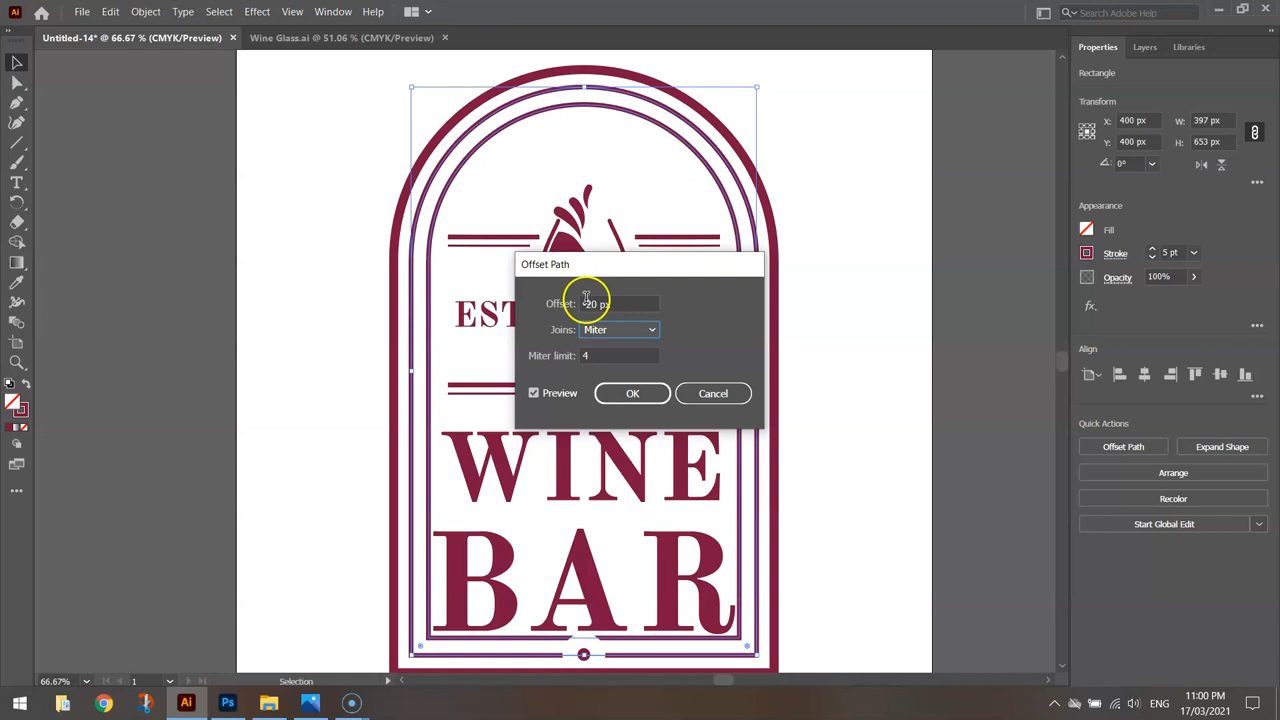 Ai
File Edit Object Type Select Effect View Window Help
Search Adobe Help
Untitled-14* @ 66.67 % (CMYK/Preview) ×
Wine Glass.ai @ 51.06 % (CMYK/Preview) ×
Properties Layers Libraries
Rectangle
Transform
X: 400 px W: 397 px
Y: 400 px H: 653 px
0°
Appearance
Fill
Stroke 5 pt
Opacity 100%
fx
Align
Quick Actions
Offset Path Expand Shape
Arrange
Recolor
Start Global Edit
Offset Path
Offset: -20 px
Joins: Miter
Miter limit: 4
Preview OK Cancel
EST
WINE
BAR
66.67% 1 Selection
Ai Ps
ENG
11:00 PM
17/03/2021